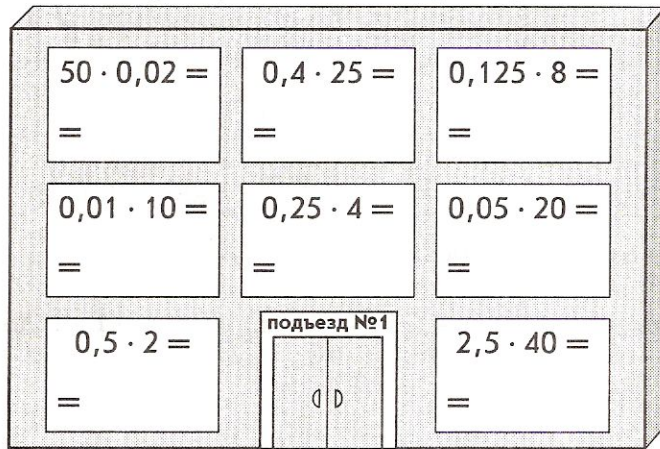 50 · 0,02 =
=
0,4 · 25 =
=
0,125 · 8 =
=
0,01 · 10 =
=
0,25 · 4 =
=
0,05 · 20 =
=
0,5 · 2 =
=
подъезд №1
2,5 · 40 =
=